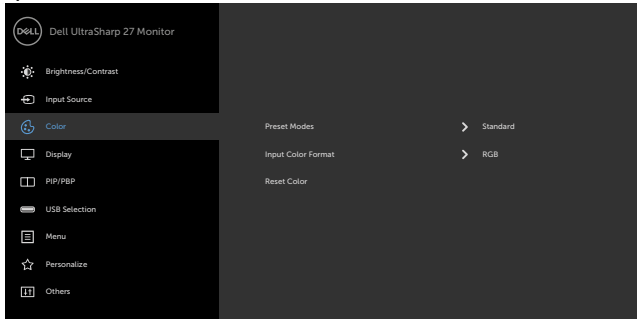 DELL Dell UltraSharp 27 Monitor
Brightness/Contrast
Input Source
Color
Preset Modes Standard
Display
Input Color Format RGB
PIP/PBP
Reset Color
USB Selection
Menu
Personalize
Others